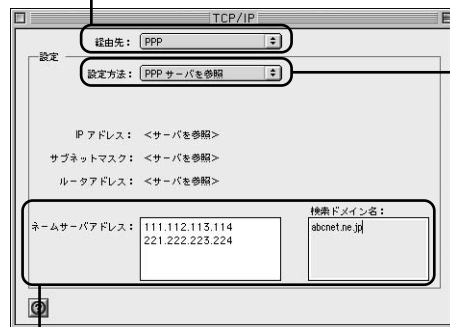 TCP/IP
経由先： PPP
設定
設定方法： PPP サーバを参照
IP アドレス： <サーバを参照>
サブネットマスク： <サーバを参照>
ルータアドレス： <サーバを参照>
検索ドメイン名：
ネームサーバアドレス： 111.112.113.114 abcnet.ne.jp
221.222.223.224
?